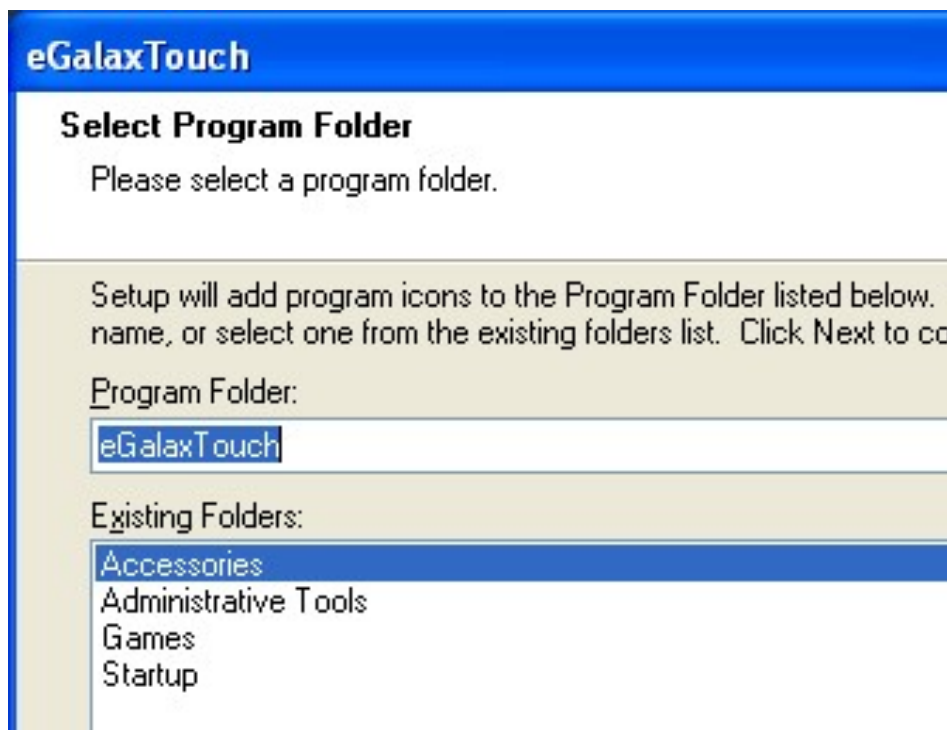 eGalaxTouch
Select Program Folder
Please select a program folder.
Setup will add program icons to the Program Folder listed below.
name, or select one from the existing folders list.  Click Next to co
Program Folder:
eGalaxTouch
Existing Folders:
Accessories
Administrative Tools
Games
Startup